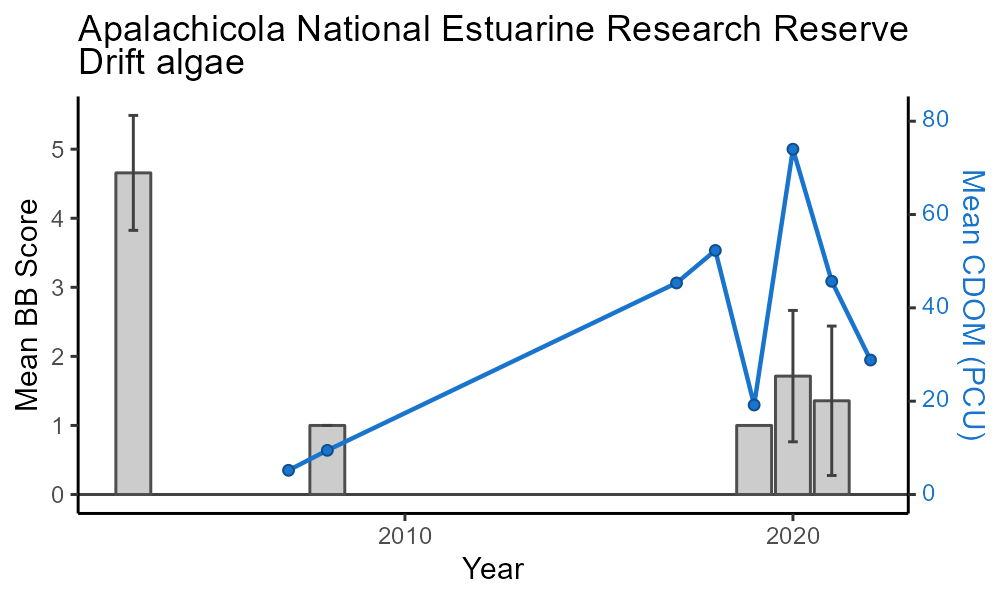 Apalachicola National Estuarine Research Reserve
Drift algae
Mean BB Score
5
4
3
2
1
0
80
60
40
20
0
Mean CDOM (PCU)
2010
2020
Year